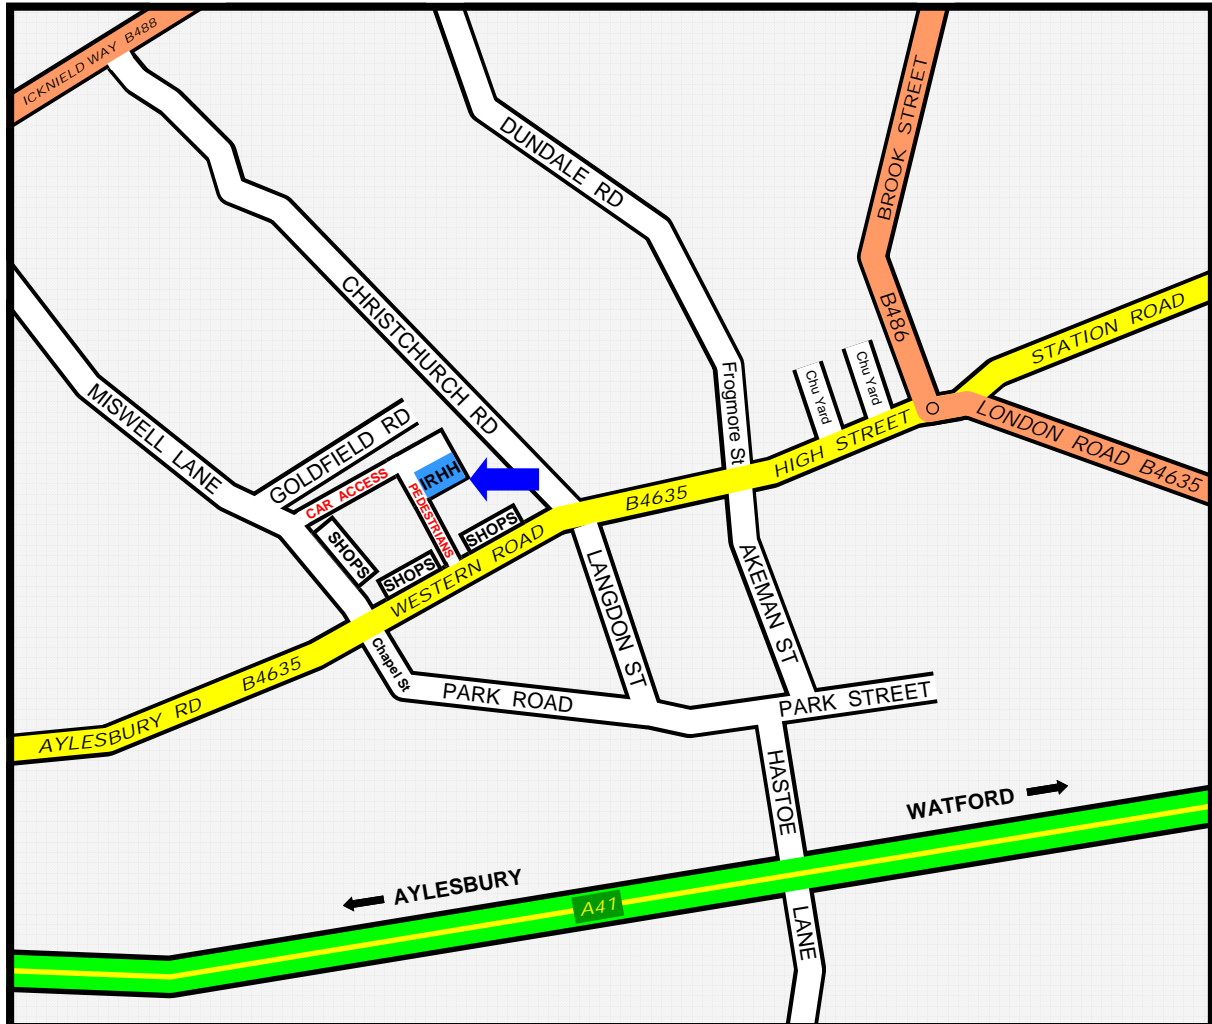 ICKNIELD WAY B488
DUNDALE RD
BROOK STREET
B486
STATION ROAD
CHRISTCHURCH RD
Chu Yard
Chu Yard
Frogmore St
HIGH STREET
LONDON ROAD B4635
MISWELL LANE
GOLDFIELD RD
CAR ACCESS
IRHH
PEDESTRIANS
B4635
SHOPS
SHOPS
SHOPS
WESTERN ROAD
LANGDON ST
AKEMAN ST
Chapel St
B4635
AYLESBURY RD
PARK ROAD
PARK STREET
HASTOE
WATFORD
AYLESBURY
A41
LANE